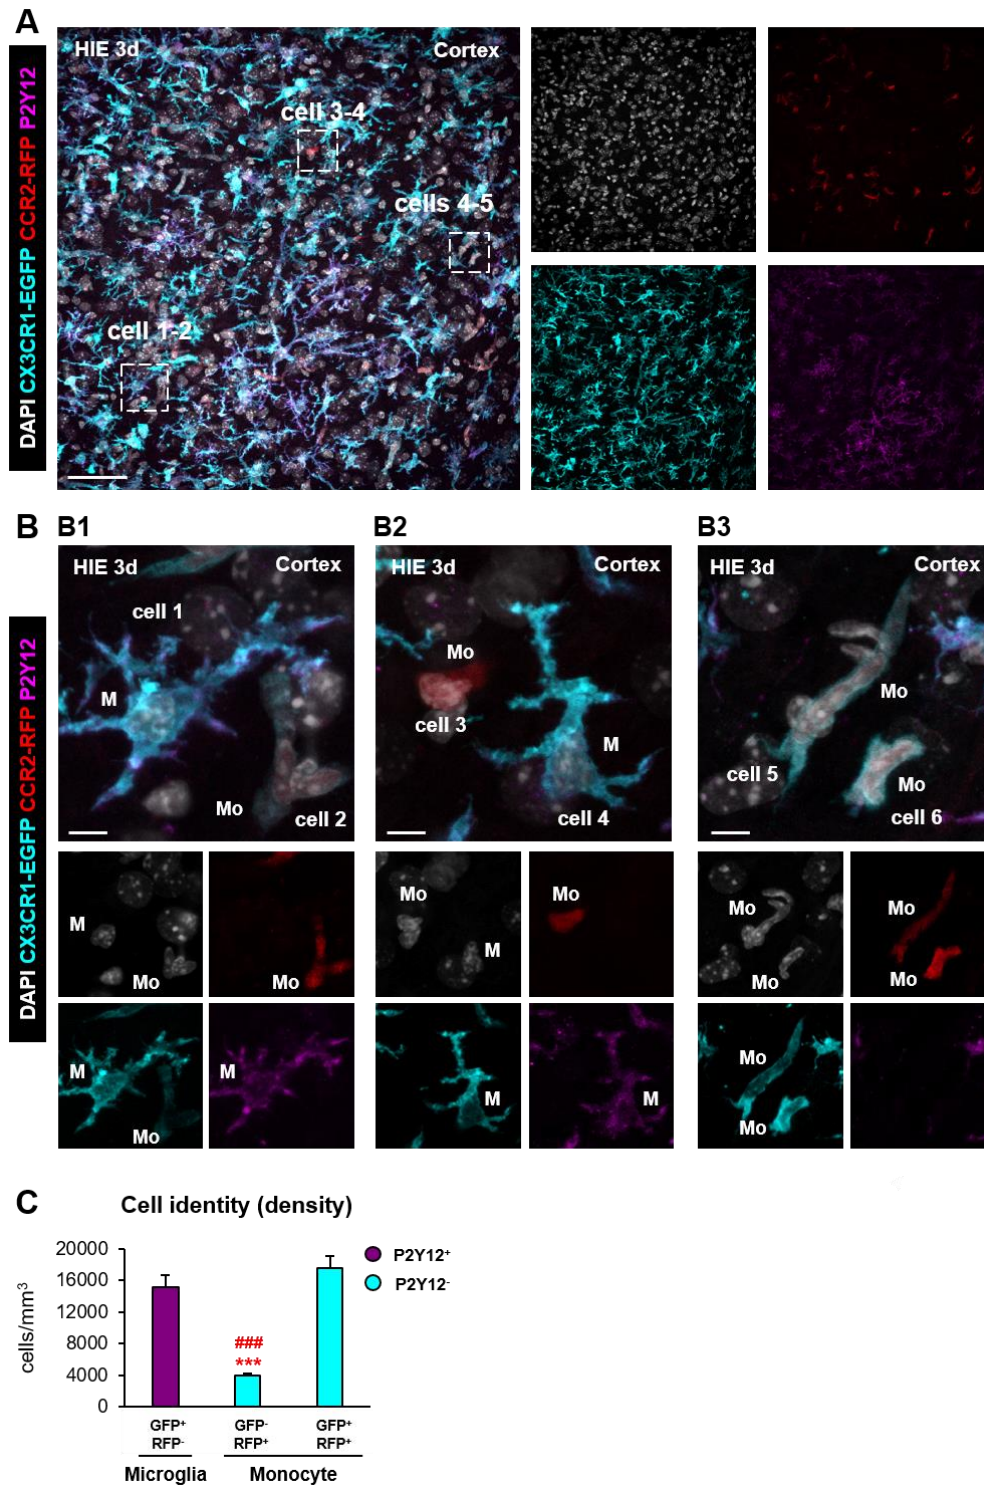 A
DAPI CX3CR1-EGFP CCR2-RFP P2Y12
HIE 3d
Cortex
cell 3-4
cells 4-5
cell 1-2
B
DAPI CX3CR1-EGFP CCR2-RFP P2Y12
B1
HIE 3d
Cortex
cell 1
M
Mo
cell 2
M
Mo
Mo
M
Mo
M
B2
HIE 3d
Cortex
Mo
cell 3
M
cell 4
Mo
M
Mo
M
M
B3
HIE 3d
Cortex
Mo
cell 5
Mo
cell 6
Mo
Mo
Mo
Mo
Mo
Mo
C
Cell identity (density)
cells/mm³
20000
16000
12000
8000
4000
0
###
***
P2Y12⁺
P2Y12⁻
GFP⁺
RFP⁻
GFP⁻
RFP⁺
GFP⁺
RFP⁺
Microglia
Monocyte